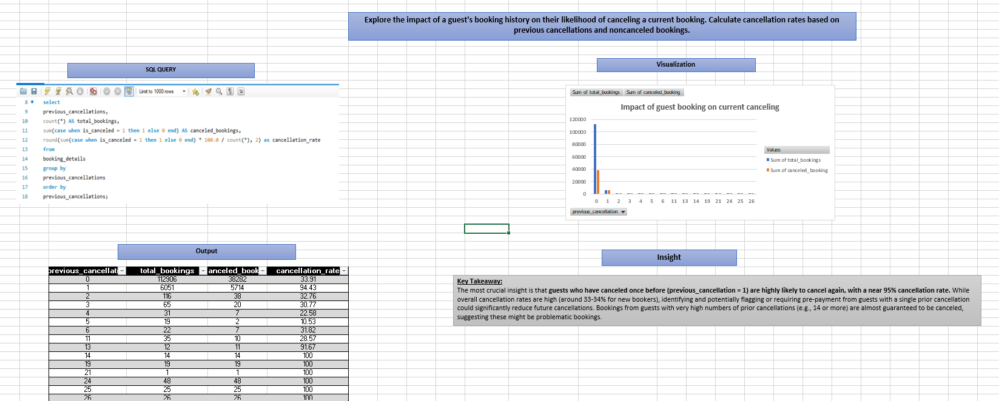 Explore the impact of a guest's booking history on their likelihood of canceling a current booking. Calculate cancellation rates based on
previous cancellations and noncanceled bookings.
SQL QUERY
Limit to 1000 rows
8 select
9 previous_cancellations,
10 count(*) AS total_bookings,
11 sum(case when is_canceled = 1 then 1 else 0 end) AS canceled_bookings,
12 round(sum(case when is_canceled = 1 then 1 else 0 end) * 100.0 / count(*), 2) as cancellation_rate
13 from
14 booking_details
15 group by
16 previous_cancellations
17 order by
18 previous_cancellations;
Output
previous_cancellati total_bookings anceled_book cancellation_rate
0 112906 38282 33.91
1 6051 5714 94.43
2 116 38 32.76
3 65 20 30.77
4 31 7 22.58
5 19 2 10.53
6 22 7 31.82
11 35 10 28.57
13 12 11 91.67
14 14 14 100
19 19 19 100
21 1 1 100
24 48 48 100
25 25 25 100
26 26 26 100
Visualization
Sum of total_bookings Sum of canceled_booking
Impact of guest booking on current canceling
120000
100000
80000
60000
40000
20000
0
0 1 2 3 4 5 6 11 13 14 19 21 24 25 26
Values
Sum of total_bookings
Sum of canceled_booking
previous_cancellation
Insight
Key Takeaway:
The most crucial insight is that guests who have canceled once before (previous_cancellation = 1) are highly likely to cancel again, with a near 95% cancellation rate. While
overall cancellation rates are high (around 33-34% for new bookers), identifying and potentially flagging or requiring pre-payment from guests with a single prior cancellation
could significantly reduce future cancellations. Bookings from guests with very high numbers of prior cancellations (e.g., 14 or more) are almost guaranteed to be canceled,
suggesting these might be problematic bookings.